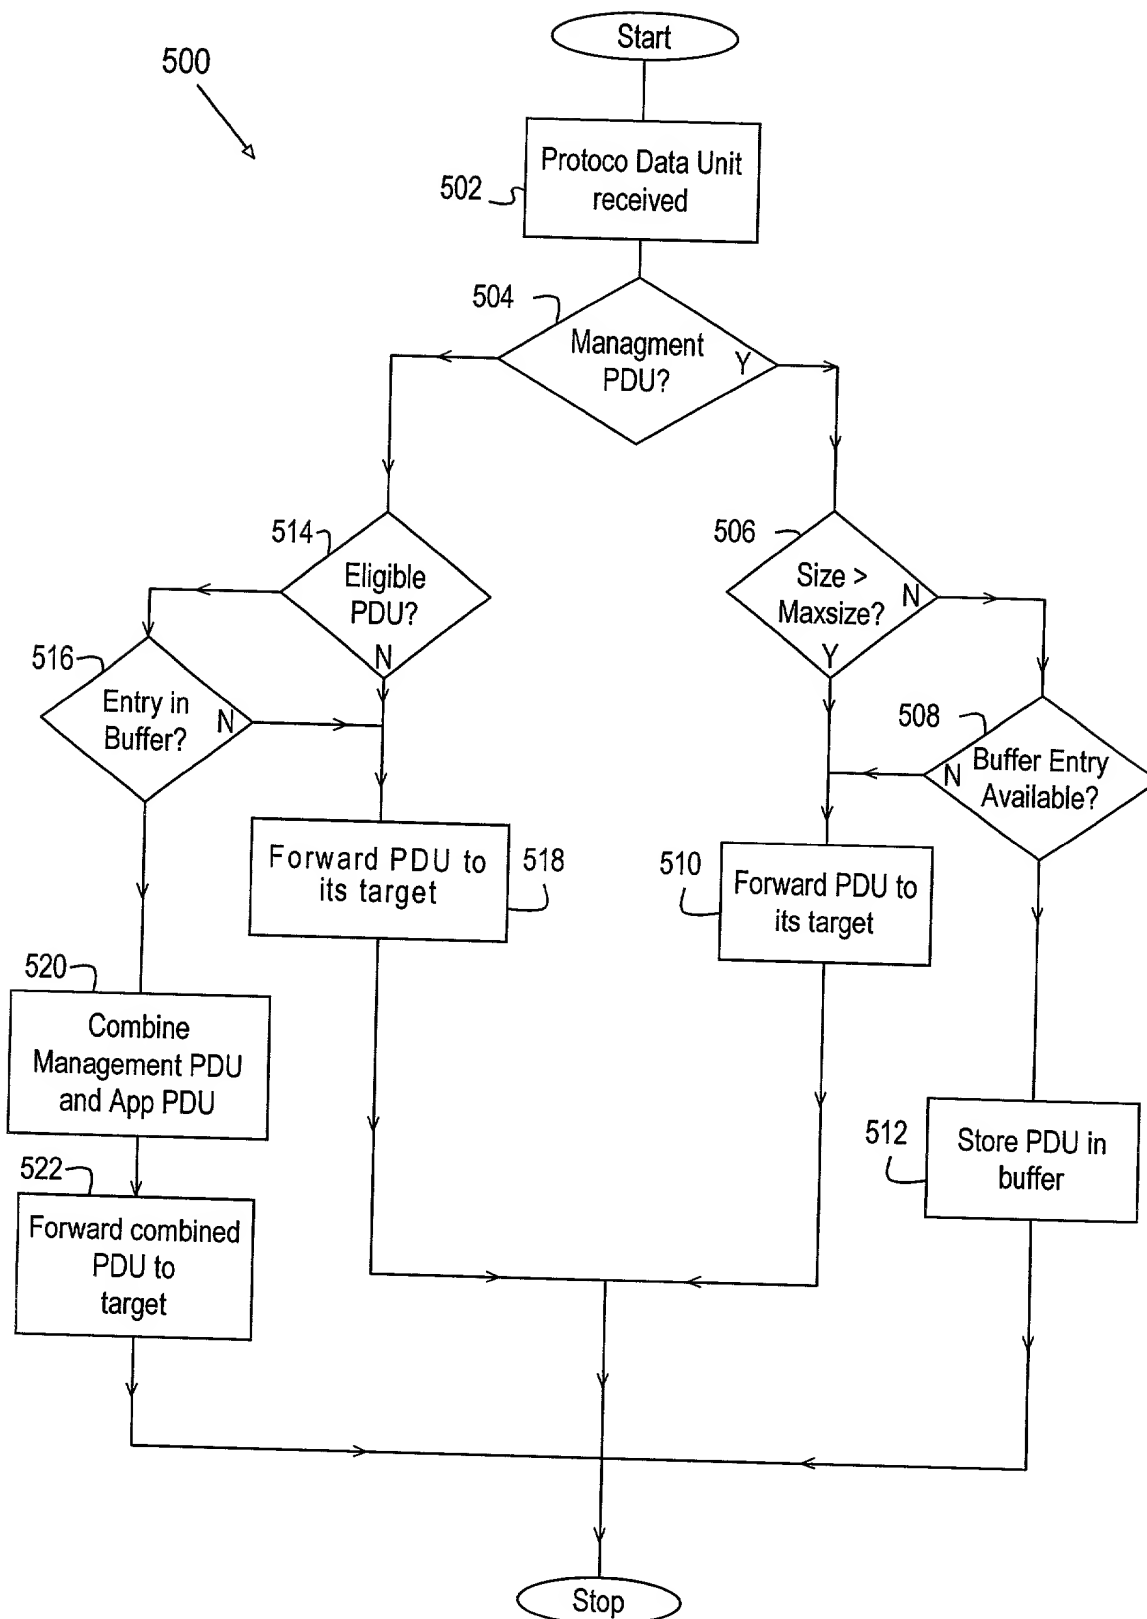 Start
500
Protoco Data Unit
received
502
504
Managment
PDU?
Y
514
Eligible
PDU?
N
506
Size >
Maxsize?
N
Y
516
Entry in
Buffer?
N
508
Buffer Entry
Available?
N
Forward PDU to
its target
518
510
Forward PDU to
its target
520
Combine
Management PDU
and App PDU
512
Store PDU in
buffer
522
Forward combined
PDU to
target
Stop